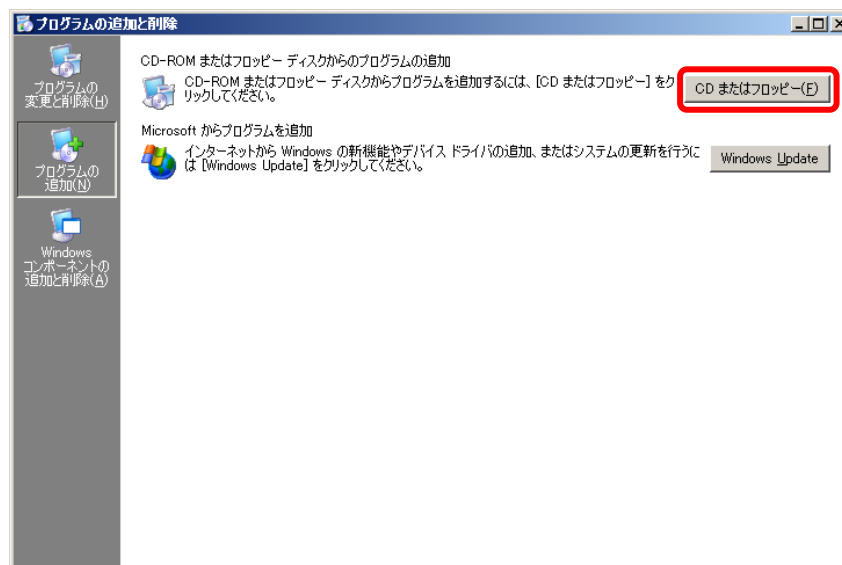 プログラムの追加と削除
プログラムの
変更と削除(H)
プログラムの
追加(N)
Windows
コンポーネントの
追加と削除(A)
CD-ROM またはフロッピー ディスクからのプログラムの追加
CD-ROM またはフロッピー ディスクからプログラムを追加するには、[CD またはフロッピー] をク
リックしてください。
CD またはフロッピー(F)
Microsoft からプログラムを追加
インターネットから Windows の新機能やデバイス ドライバの追加、またはシステムの更新を行うに
は [Windows Update] をクリックしてください。
Windows Update